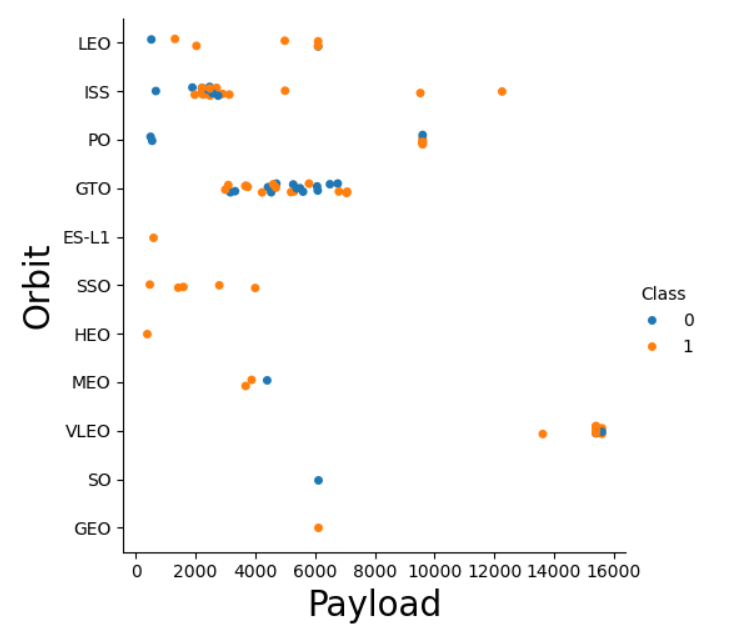 LEO
ISS
PO
GTO
ES-L1
SSO
HEO
MEO
VLEO
SO
GEO
Orbit
0 2000 4000 6000 8000 10000 12000 14000 16000
Payload
Class
0
1